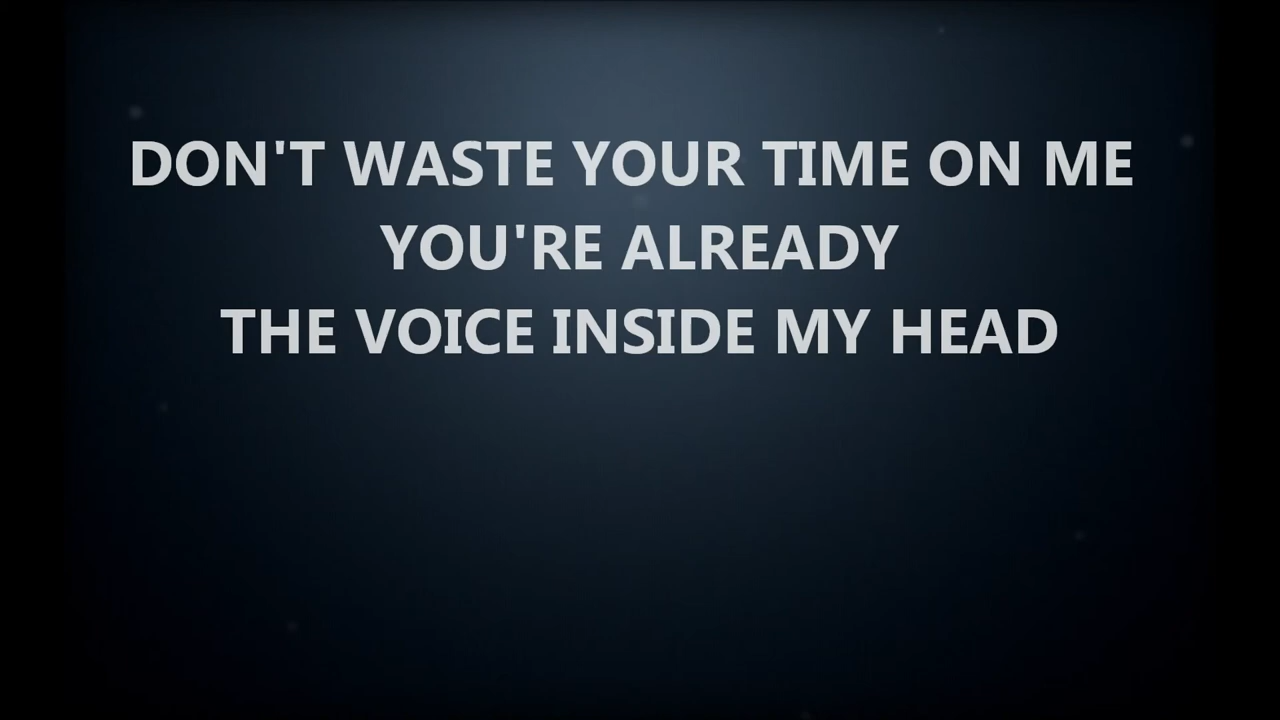 DON'T WASTE YOUR TIME ON ME
YOU'RE ALREADY
THE VOICE INSIDE MY HEAD